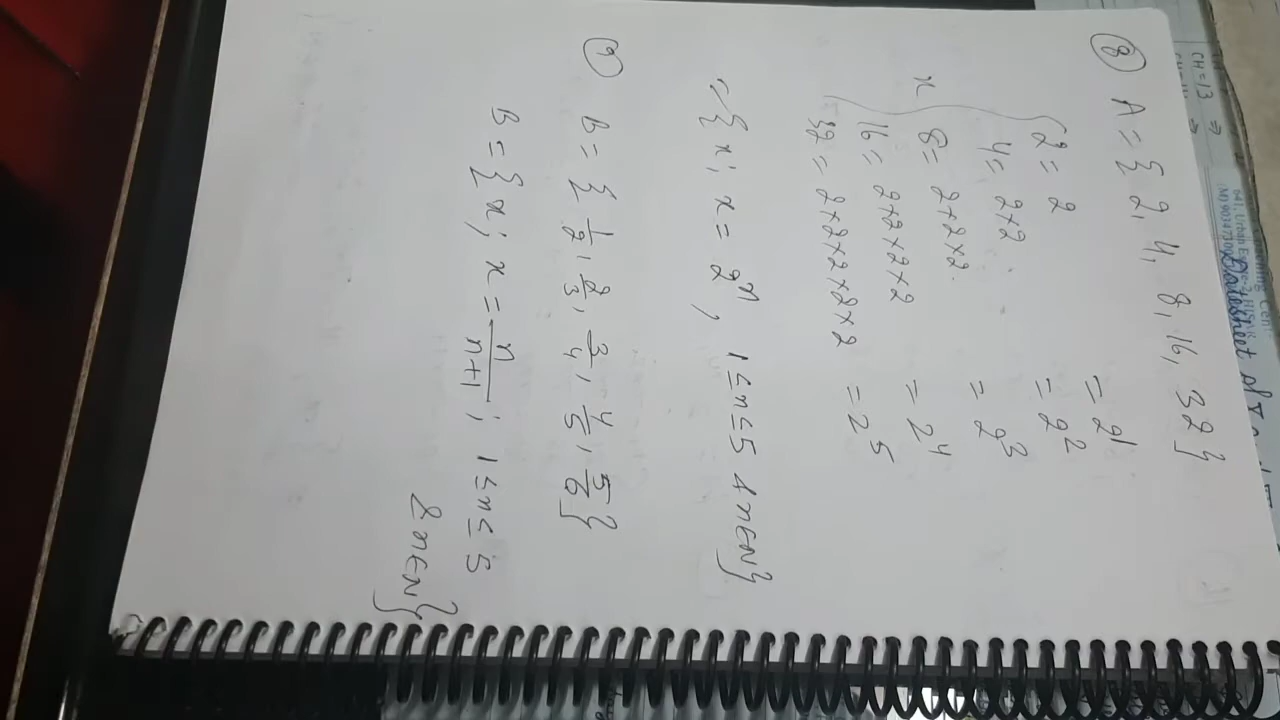 ⑧ A = { 2, 4, 8, 16, 32 }
2 = 2 = 2¹
4 = 2×2 = 2²
x 8 = 2×2×2 = 2³
16 = 2×2×2×2 = 2⁴
32 = 2×2×2×2×2 = 2⁵
= { x ; x = 2ⁿ , 1 ≤ n ≤ 5 & n∈N }
⑨ B = { 1/2, 2/3, 3/4, 4/5, 5/6 }
B = { x ; x = n/n+1 ; 1 ≤ n ≤ 5
& n∈N }
CH = 13 ⇒
Datesheet of